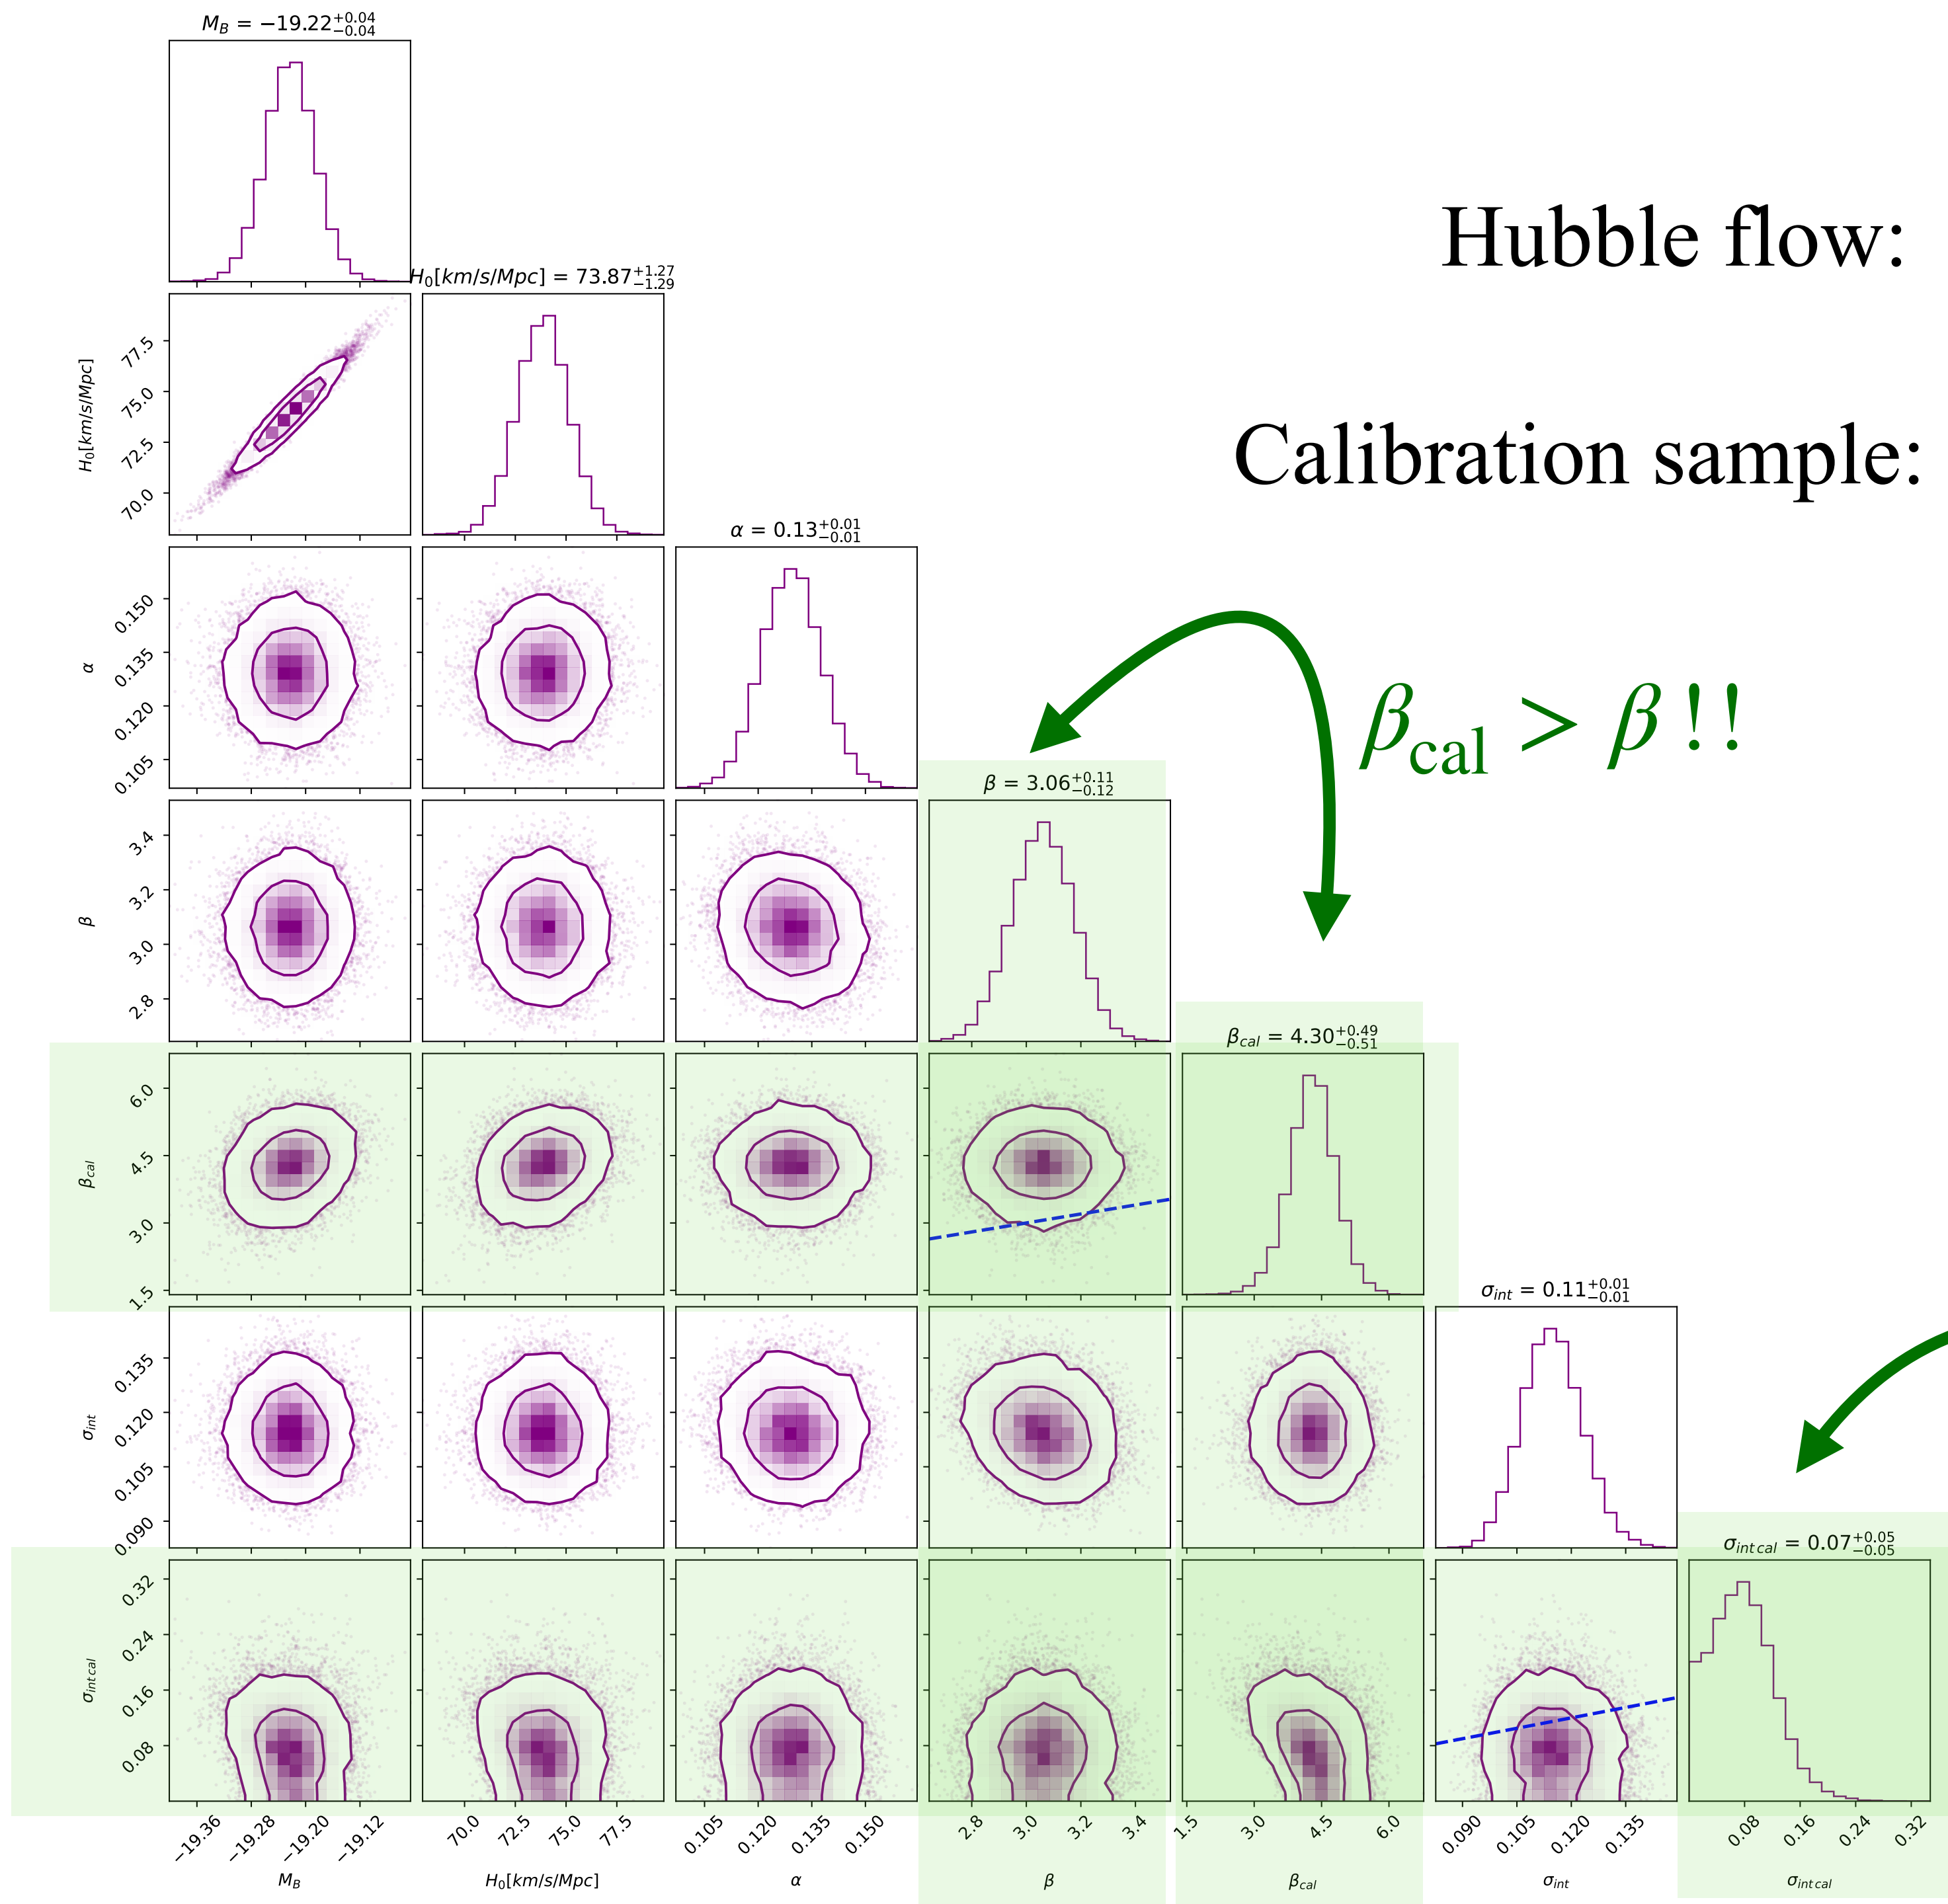 M_B = −19.22^{+0.04}_{−0.04}
Hubble flow:
H_0[km/s/Mpc] = 73.87^{+1.27}_{−1.29}
77.5
75.0
72.5
70.0
H_0[km/s/Mpc]
Calibration sample:
α = 0.13^{+0.01}_{−0.01}
0.150
0.135
0.120
0.105
α
β_cal > β !!
β = 3.06^{+0.11}_{−0.12}
3.4
3.2
3.0
2.8
β
β_cal = 4.30^{+0.49}_{−0.51}
6.0
4.5
3.0
1.5
β_cal
σ_int = 0.11^{+0.01}_{−0.01}
0.135
0.120
0.105
0.090
σ_int
σ_int cal = 0.07^{+0.05}_{−0.05}
0.32
0.24
0.16
0.08
σ_int cal
−19.36 −19.28 −19.20 −19.12 70.0 72.5 75.0 77.5 0.105 0.120 0.135 0.150 2.8 3.0 3.2 3.4 1.5 3.0 4.5 6.0 0.090 0.105 0.120 0.135 0.08 0.16 0.24 0.32
M_B H_0[km/s/Mpc] α β β_cal σ_int σ_int cal